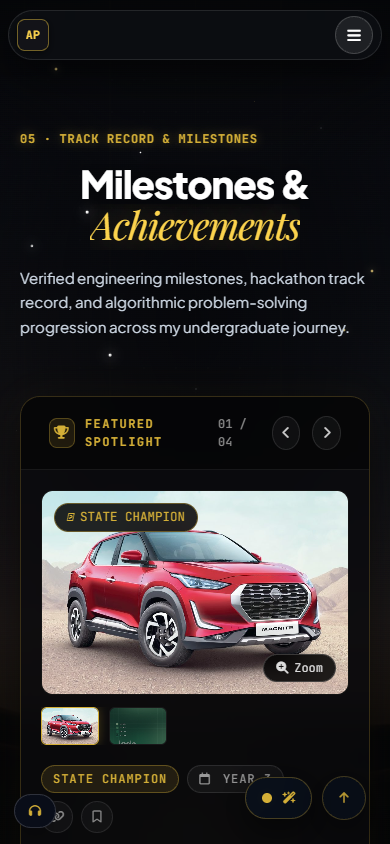 AP
05 · TRACK RECORD & MILESTONES
Milestones &
Achievements
Verified engineering milestones, hackathon track
record, and algorithmic problem-solving
progression across my undergraduate journey.
FEATURED
SPOTLIGHT
01 /
04
STATE CHAMPION
MAGNITE
Zoom
STATE CHAMPION
YEAR